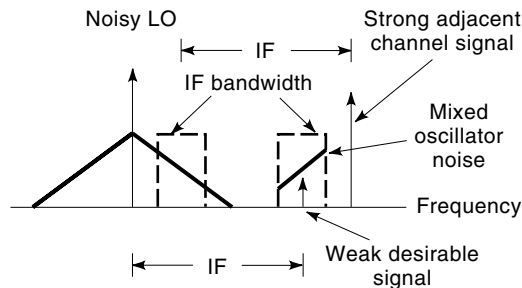 Noisy LO
Strong adjacent
channel signal
IF
IF bandwidth
Mixed
oscillator
noise
Frequency
Weak desirable
signal
IF